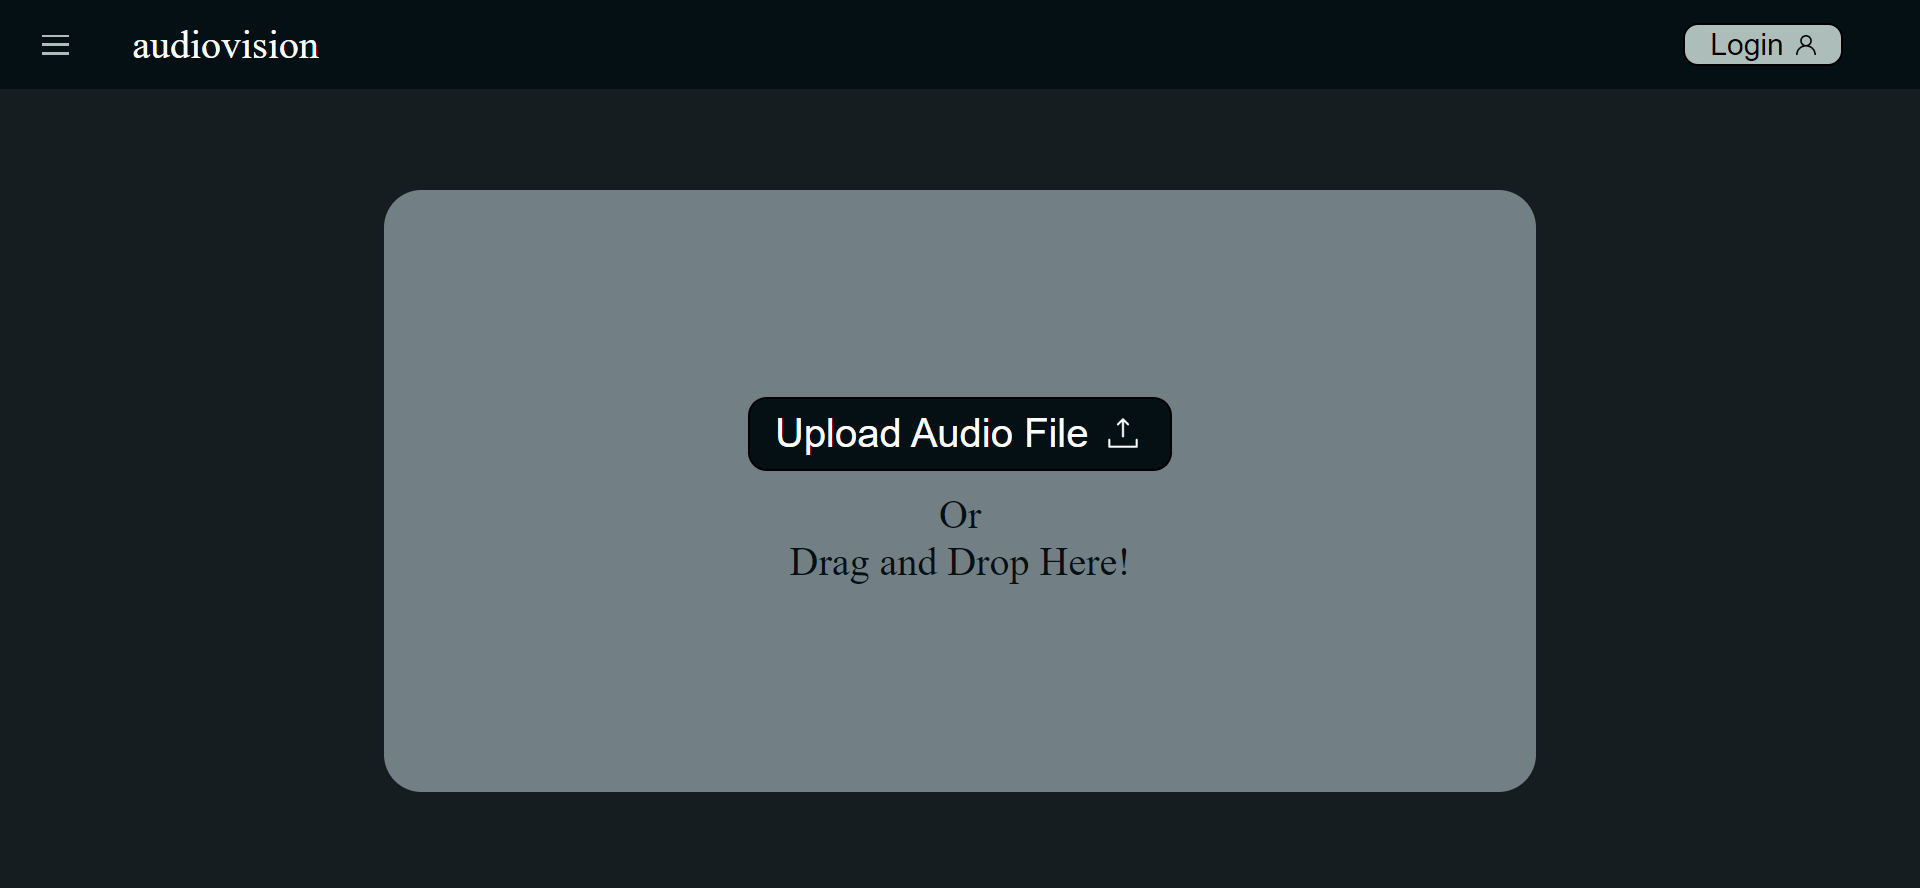 audiovision
Login
Upload Audio File
Or
Drag and Drop Here!